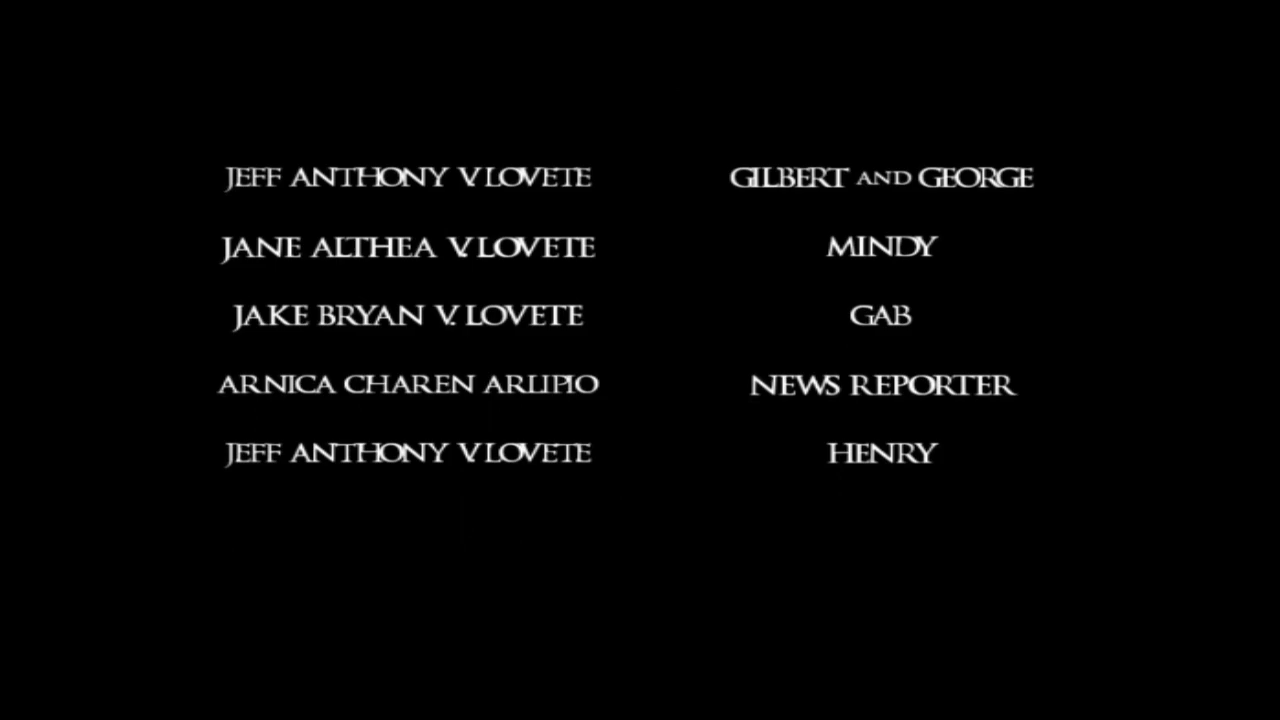 JEFF ANTHONY V. LOVETE GILBERT AND GEORGE
JANE ALTHEA V. LOVETE MINDY
JAKE BRYAN V. LOVETE GAB
ARNICA CHAREN ARLIPIO NEWS REPORTER
JEFF ANTHONY V. LOVETE HENRY